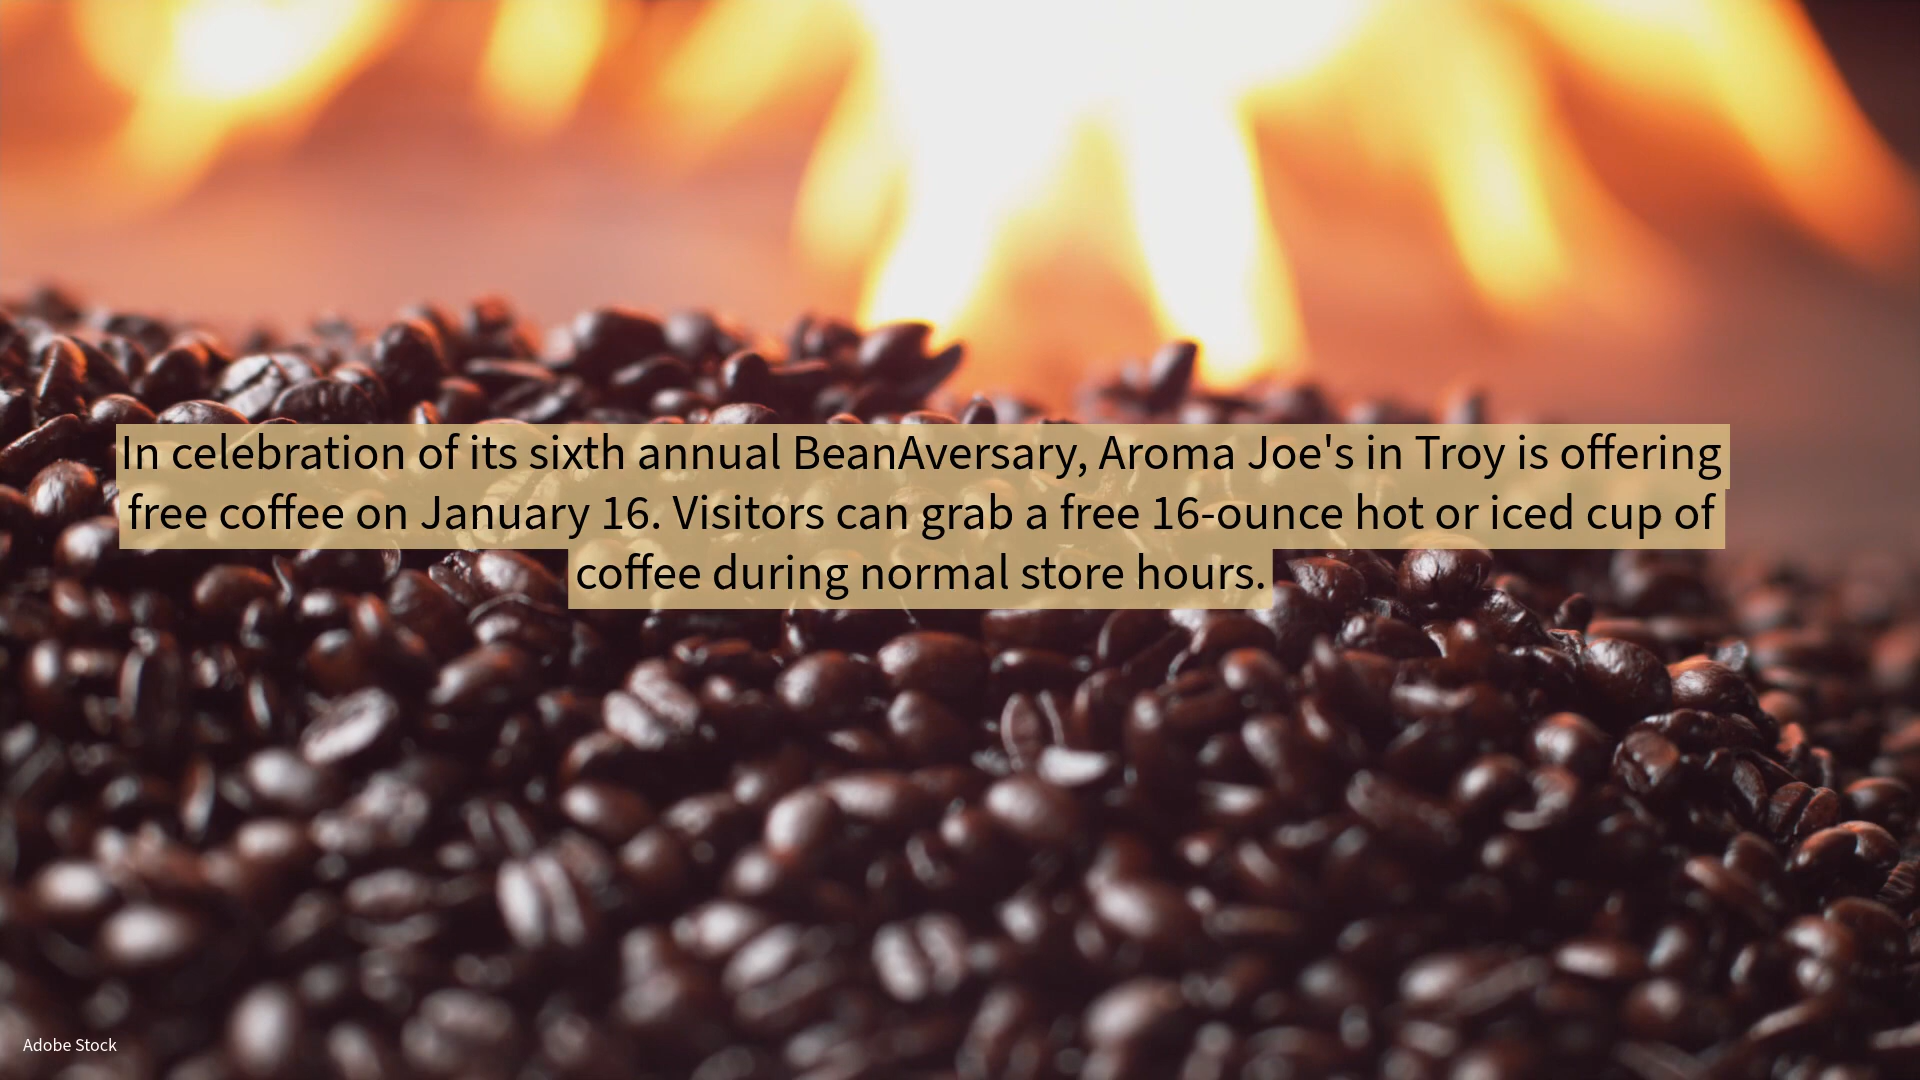 In celebration of its sixth annual BeanAversary, Aroma Joe's in Troy is offering
free coffee on January 16. Visitors can grab a free 16-ounce hot or iced cup of
coffee during normal store hours.
Adobe Stock